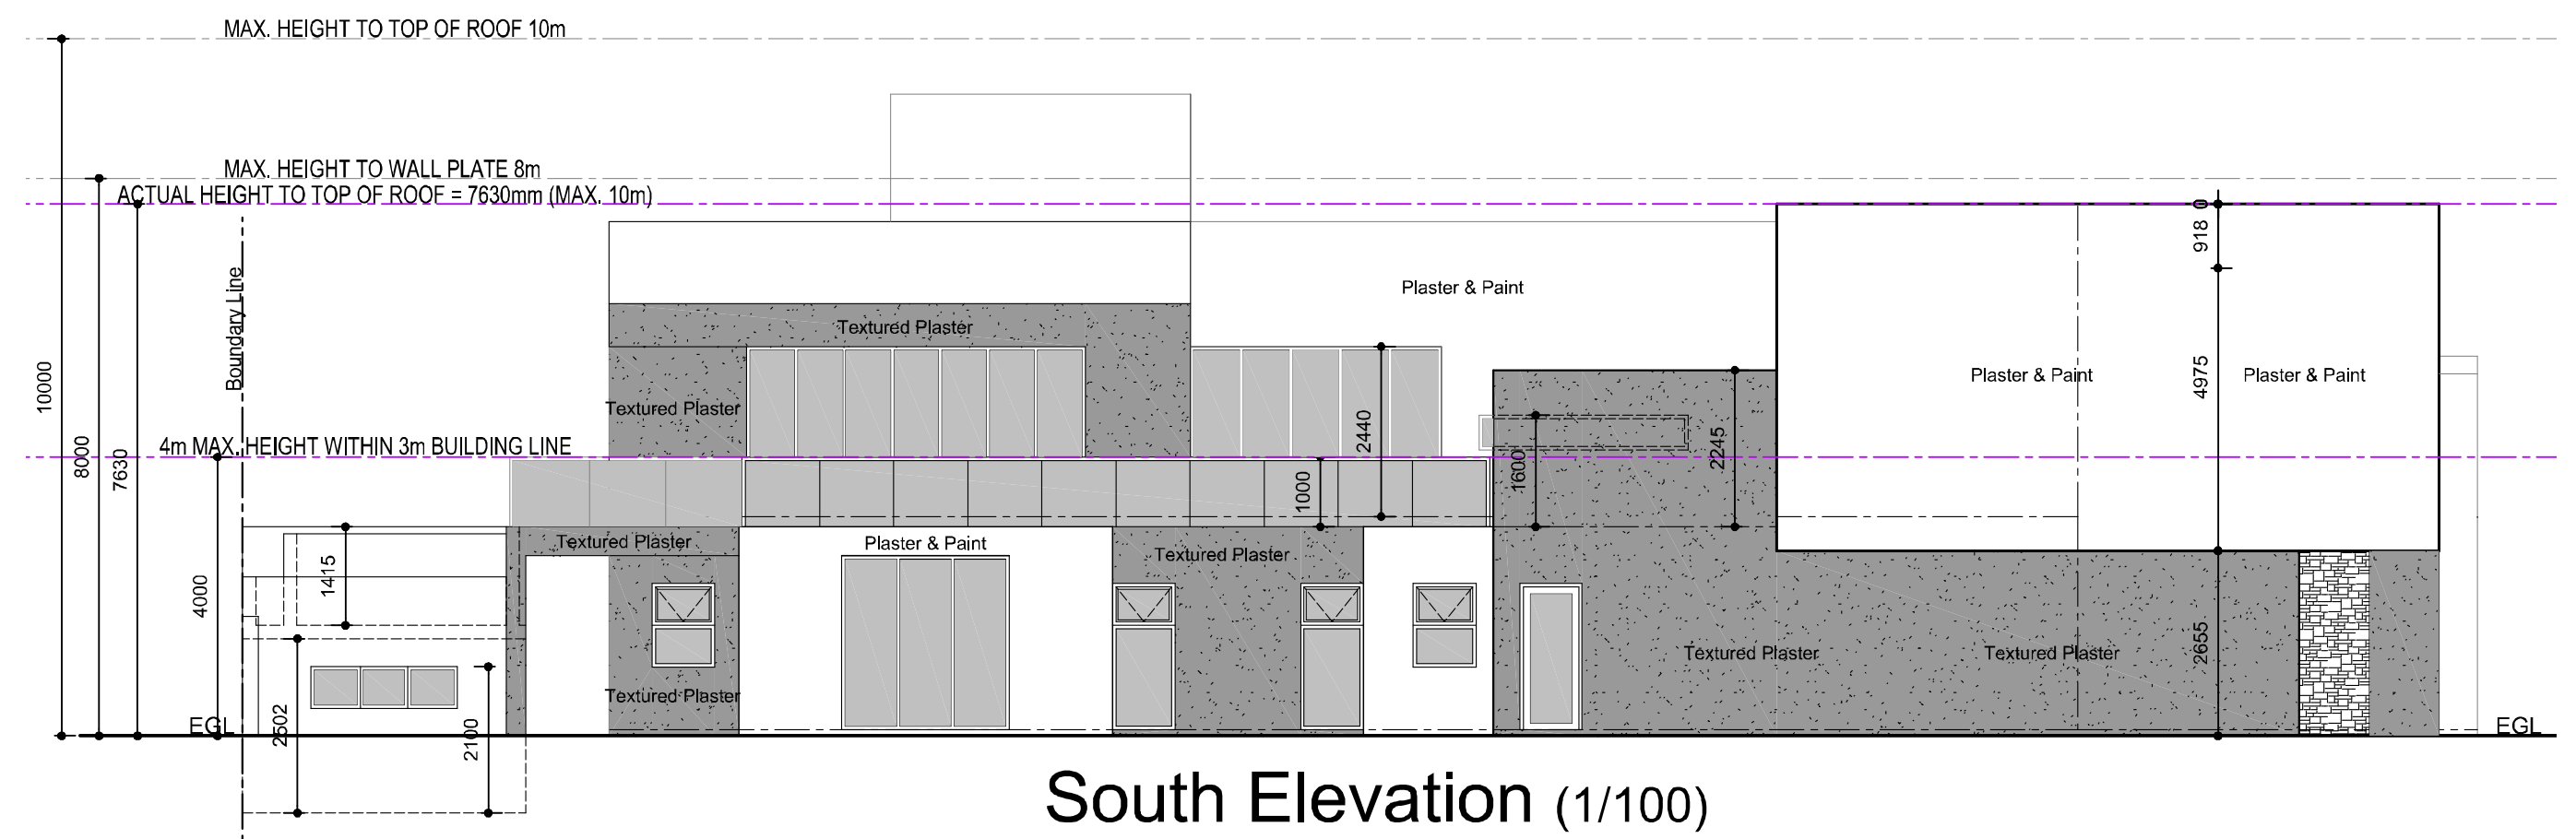 MAX. HEIGHT TO TOP OF ROOF 10m
MAX. HEIGHT TO WALL PLATE 8m
ACTUAL HEIGHT TO TOP OF ROOF = 7630mm (MAX. 10m)
0
918
Boundary Line
Plaster & Paint
Textured Plaster
10000
Plaster & Paint
Plaster & Paint
4975
Textured Plaster
2440
2245
4m MAX. HEIGHT WITHIN 3m BUILDING LINE
8000
7630
1600
1000
Textured Plaster
Plaster & Paint
Textured Plaster
1415
4000
2655
Textured Plaster
Textured Plaster
Textured Plaster
EGL
2502
2100
EGL
South Elevation (1/100)